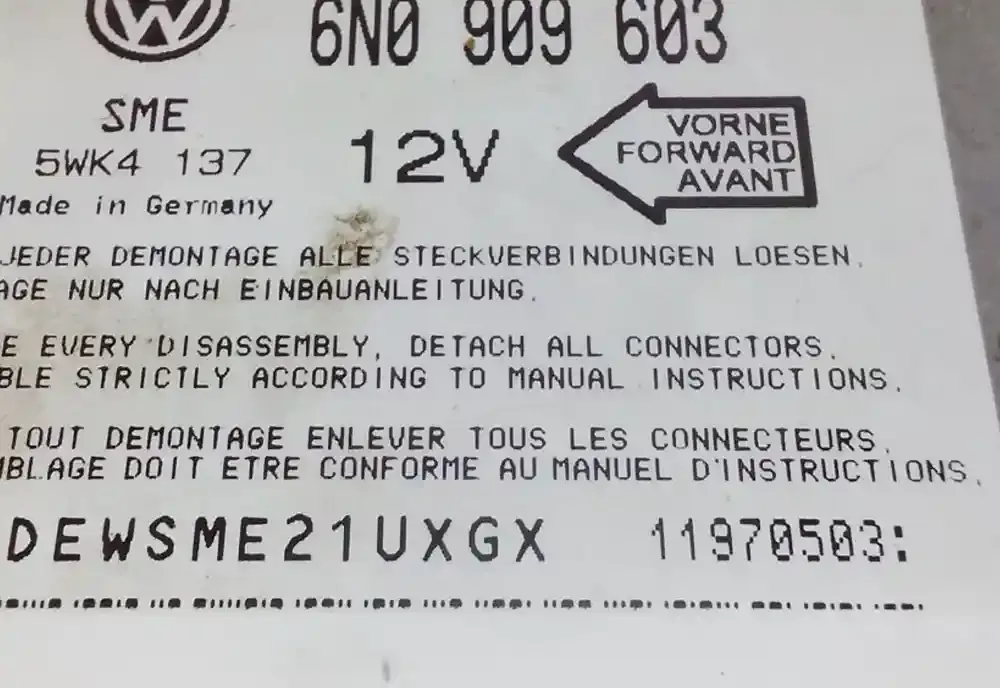 6N0 909 603
SME
5WK4 137
Made in Germany
12V
VORNE
FORWARD
AVANT
JEDER DEMONTAGE ALLE STECKVERBINDUNGEN LOESEN.
AGE NUR NACH EINBAUANLEITUNG.
E EVERY DISASSEMBLY, DETACH ALL CONNECTORS.
BLE STRICTLY ACCORDING TO MANUAL INSTRUCTIONS.
TOUT DEMONTAGE ENLEVER TOUS LES CONNECTEURS.
MBLAGE DOIT ETRE CONFORME AU MANUEL D'INSTRUCTIONS.
DEWSME21UXGX 11970503: